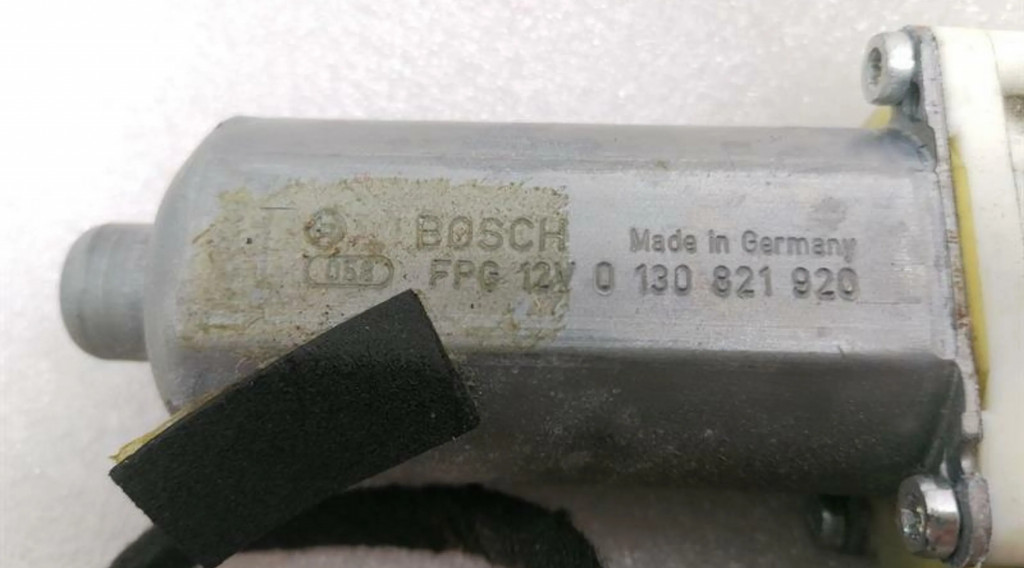 BOSCH Made in Germany
058 FPG 12V 0 130 821 920